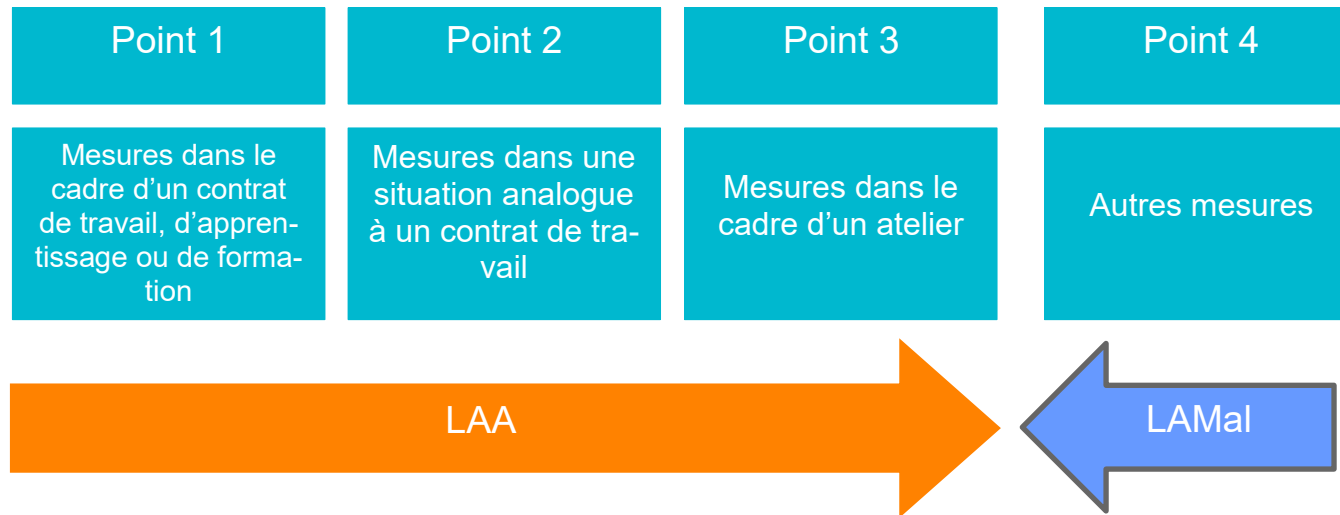 Point 1
Point 2
Point 3
Point 4
Mesures dans le
cadre d’un contrat
de travail, d’appren-
tissage ou de forma-
tion
Mesures dans une
situation analogue
à un contrat de tra-
vail
Mesures dans le
cadre d’un atelier
Autres mesures
LAA
LAMal